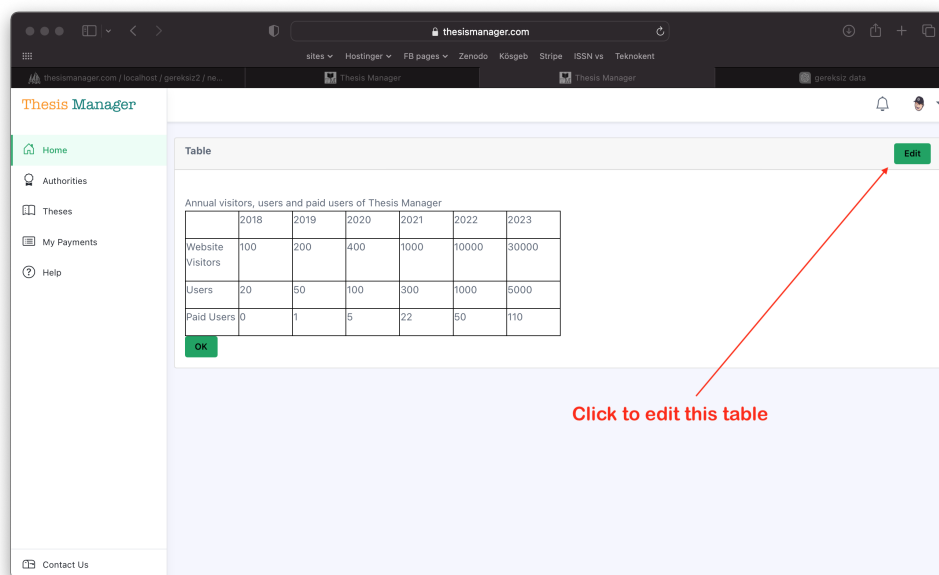 thesismanager.com
sites Hostinger FB pages Zenodo Kösgeb Stripe ISSN vs Teknokent
thesismanager.com / localhost / gereksiz2 / ne... Thesis Manager Thesis Manager gereksiz data
Thesis Manager
Home
Authorities
Theses
My Payments
Help
Contact Us
Table
Edit
Annual visitors, users and paid users of Thesis Manager
2018 2019 2020 2021 2022 2023
Website Visitors 100 200 400 1000 10000 30000
Users 20 50 100 300 1000 5000
Paid Users 0 1 5 22 50 110
OK
Click to edit this table